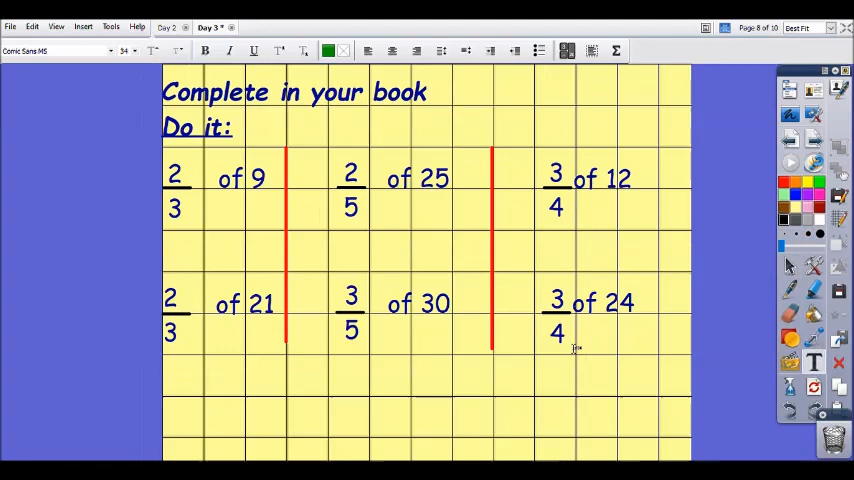 File Edit View Insert Tools Help Day 2 Day 3 * Page 8 of 10 Best Fit
Comic Sans MS 34 B I U Σ
Complete in your book
Do it:
2/3 of 9 2/5 of 25 3/4 of 12
2/3 of 21 3/5 of 30 3/4 of 24